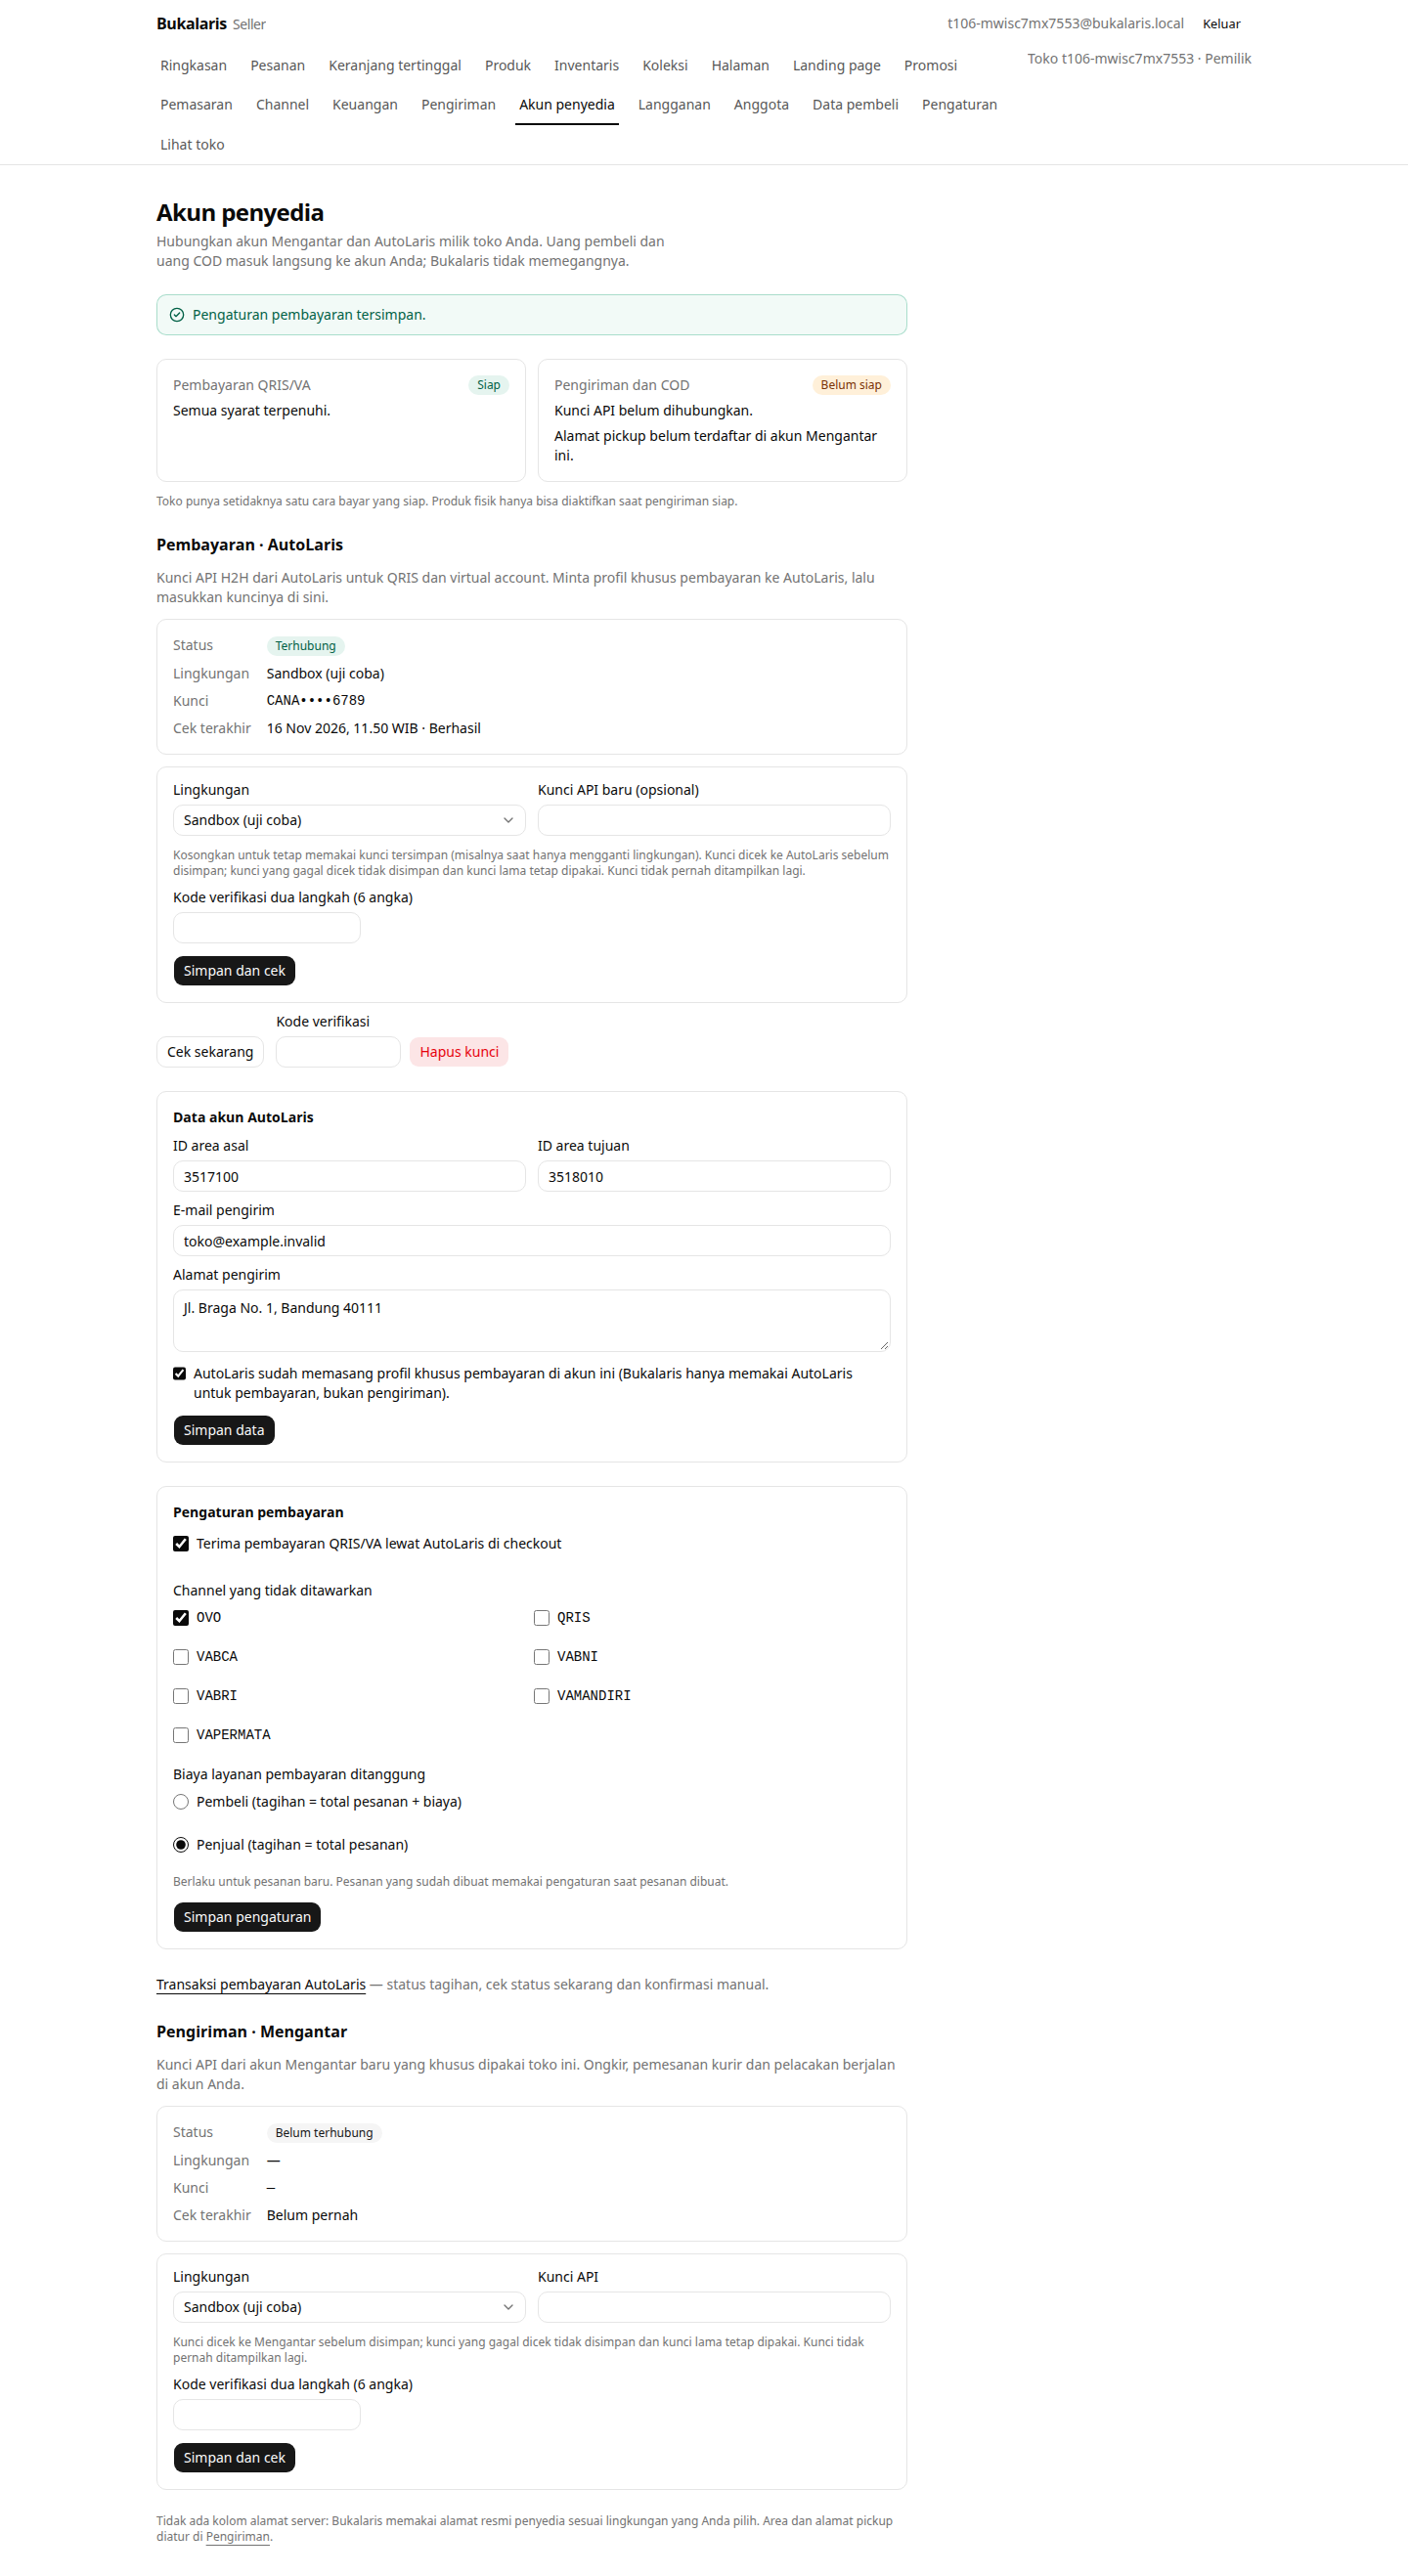 Bukalaris Seller
t106-mwisc7mx7553@bukalaris.local Keluar
Ringkasan Pesanan Keranjang tertinggal Produk Inventaris Koleksi Halaman Landing page Promosi
Toko t106-mwisc7mx7553 · Pemilik
Pemasaran Channel Keuangan Pengiriman Akun penyedia Langganan Anggota Data pembeli Pengaturan
Lihat toko
Akun penyedia
Hubungkan akun Mengantar dan AutoLaris milik toko Anda. Uang pembeli dan
uang COD masuk langsung ke akun Anda; Bukalaris tidak memegangnya.
Pengaturan pembayaran tersimpan.
Pembayaran QRIS/VA Siap
Semua syarat terpenuhi.
Pengiriman dan COD Belum siap
Kunci API belum dihubungkan.
Alamat pickup belum terdaftar di akun Mengantar
ini.
Toko punya setidaknya satu cara bayar yang siap. Produk fisik hanya bisa diaktifkan saat pengiriman siap.
Pembayaran · AutoLaris
Kunci API H2H dari AutoLaris untuk QRIS dan virtual account. Minta profil khusus pembayaran ke AutoLaris, lalu
masukkan kuncinya di sini.
Status Terhubung
Lingkungan Sandbox (uji coba)
Kunci CANA••••6789
Cek terakhir 16 Nov 2026, 11.50 WIB · Berhasil
Lingkungan Kunci API baru (opsional)
Sandbox (uji coba)
Kosongkan untuk tetap memakai kunci tersimpan (misalnya saat hanya mengganti lingkungan). Kunci dicek ke AutoLaris sebelum
disimpan; kunci yang gagal dicek tidak disimpan dan kunci lama tetap dipakai. Kunci tidak pernah ditampilkan lagi.
Kode verifikasi dua langkah (6 angka)
Simpan dan cek
Kode verifikasi
Cek sekarang Hapus kunci
Data akun AutoLaris
ID area asal ID area tujuan
3517100 3518010
E-mail pengirim
toko@example.invalid
Alamat pengirim
Jl. Braga No. 1, Bandung 40111
AutoLaris sudah memasang profil khusus pembayaran di akun ini (Bukalaris hanya memakai AutoLaris
untuk pembayaran, bukan pengiriman).
Simpan data
Pengaturan pembayaran
Terima pembayaran QRIS/VA lewat AutoLaris di checkout
Channel yang tidak ditawarkan
OVO QRIS
VABCA VABNI
VABRI VAMANDIRI
VAPERMATA
Biaya layanan pembayaran ditanggung
Pembeli (tagihan = total pesanan + biaya)
Penjual (tagihan = total pesanan)
Berlaku untuk pesanan baru. Pesanan yang sudah dibuat memakai pengaturan saat pesanan dibuat.
Simpan pengaturan
Transaksi pembayaran AutoLaris — status tagihan, cek status sekarang dan konfirmasi manual.
Pengiriman · Mengantar
Kunci API dari akun Mengantar baru yang khusus dipakai toko ini. Ongkir, pemesanan kurir dan pelacakan berjalan
di akun Anda.
Status Belum terhubung
Lingkungan —
Kunci —
Cek terakhir Belum pernah
Lingkungan Kunci API
Sandbox (uji coba)
Kunci dicek ke Mengantar sebelum disimpan; kunci yang gagal dicek tidak disimpan dan kunci lama tetap dipakai. Kunci tidak
pernah ditampilkan lagi.
Kode verifikasi dua langkah (6 angka)
Simpan dan cek
Tidak ada kolom alamat server: Bukalaris memakai alamat resmi penyedia sesuai lingkungan yang Anda pilih. Area dan alamat pickup
diatur di Pengiriman.